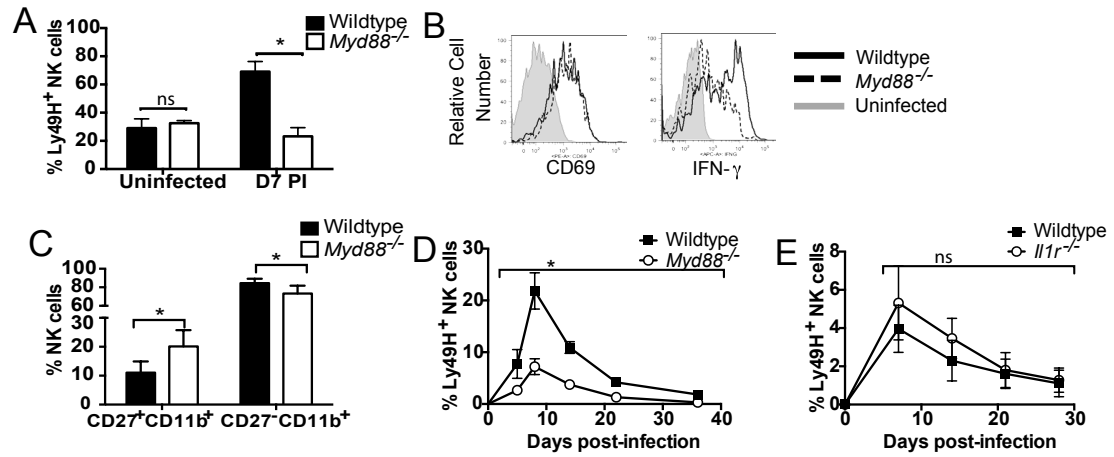 A
Wildtype
Myd88-/-
% Ly49H+ NK cells
100
80
60
40
20
0
ns
*
Uninfected
D7 PI
B
Relative Cell
Number
CD69
IFN-γ
Wildtype
Myd88-/-
Uninfected
C
Wildtype
Myd88-/-
% NK cells
100
80
60
40
20
10
0
*
*
CD27+CD11b+
CD27-CD11b+
D
Wildtype
Myd88-/-
% Ly49H+ NK cells
30
20
10
0
*
0 10 20 30 40
Days post-infection
E
Wildtype
Il1r-/-
% Ly49H+ NK cells
8
6
4
2
0
ns
0 10 20 30
Days post-infection